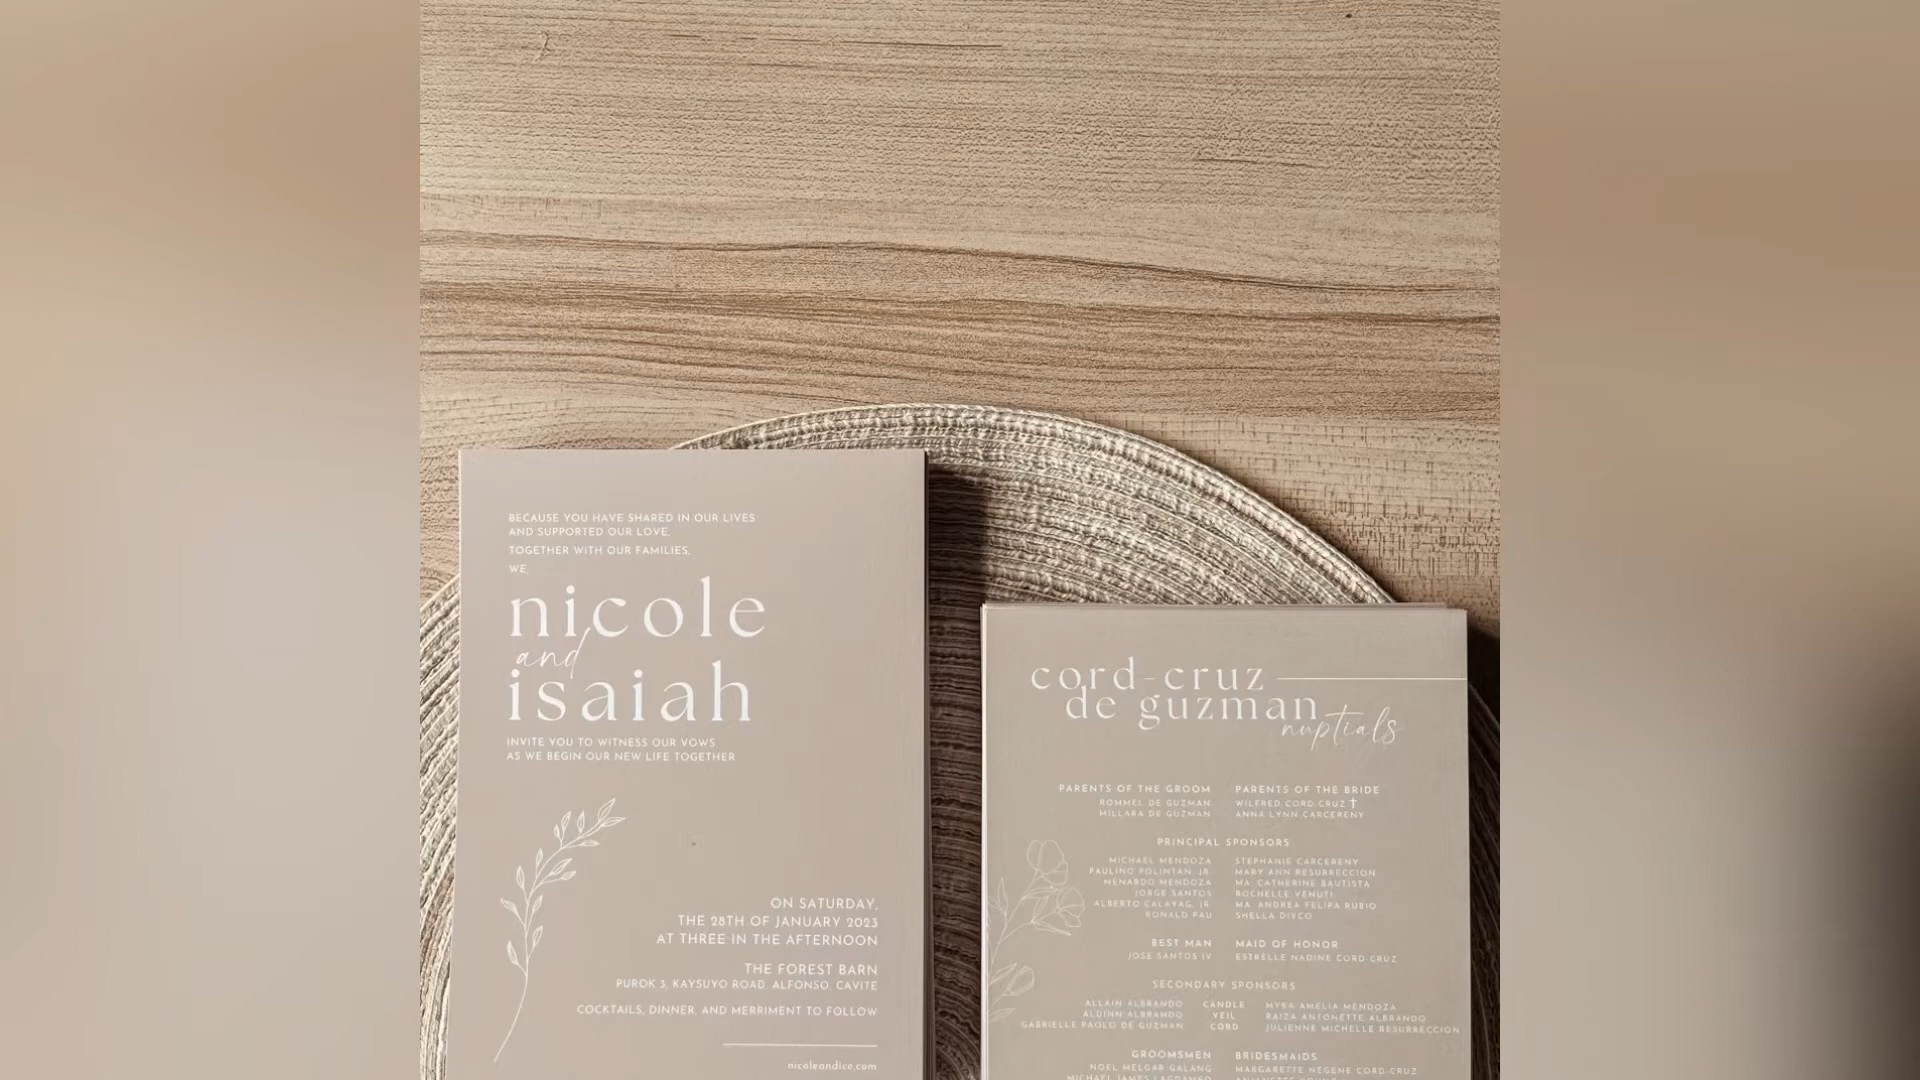 BECAUSE YOU HAVE SHARED IN OUR LIVES
AND SUPPORTED OUR LOVE,
TOGETHER WITH OUR FAMILIES,
WE,
nicole
and
isaiah
INVITE YOU TO WITNESS OUR VOWS
AS WE BEGIN OUR NEW LIFE TOGETHER
ON SATURDAY,
THE 28TH OF JANUARY 2023
AT THREE IN THE AFTERNOON
THE FOREST BARN
PUROK 3, KAYSUYO ROAD, ALFONSO, CAVITE
COCKTAILS, DINNER, AND MERRIMENT TO FOLLOW
nicoleandice.com
cord-cruz
de guzman
nuptials
PARENTS OF THE GROOM PARENTS OF THE BRIDE
ROMMEL DE GUZMAN WILFRED CORD CRUZ †
MILLARA DE GUZMAN ANNA LYNN CARCERENY
PRINCIPAL SPONSORS
MICHAEL MENDOZA STEPHANIE CARCERENY
PAULINO POLINTAN, JR. MARY ANN RESURRECCION
MENARDO MENDOZA MA. CATHERINE BAUTISTA
JORGE SANTOS ROCHELLE VENUTI
ALBERTO CALAYAG, JR. MA. ANDREA FELIPA RUBIO
RONALD PAU SHELLA DIYCO
BEST MAN MAID OF HONOR
JOSE SANTOS IV ESTRELLE NADINE CORD-CRUZ
SECONDARY SPONSORS
ALLAIN ALBRANDO CANDLE MYRA AMELIA MENDOZA
ALUINN ALBRANDO VEIL RAIZA ANTONETTE ALBRANDO
GABRIELLE PAOLO DE GUZMAN CORD JULIENNE MICHELLE RESURRECCION
GROOMSMEN BRIDESMAIDS
NOEL MELGAR GALANG MARGARETTE NEGENE CORD-CRUZ
MICHAEL JAMES LAGDAMEO